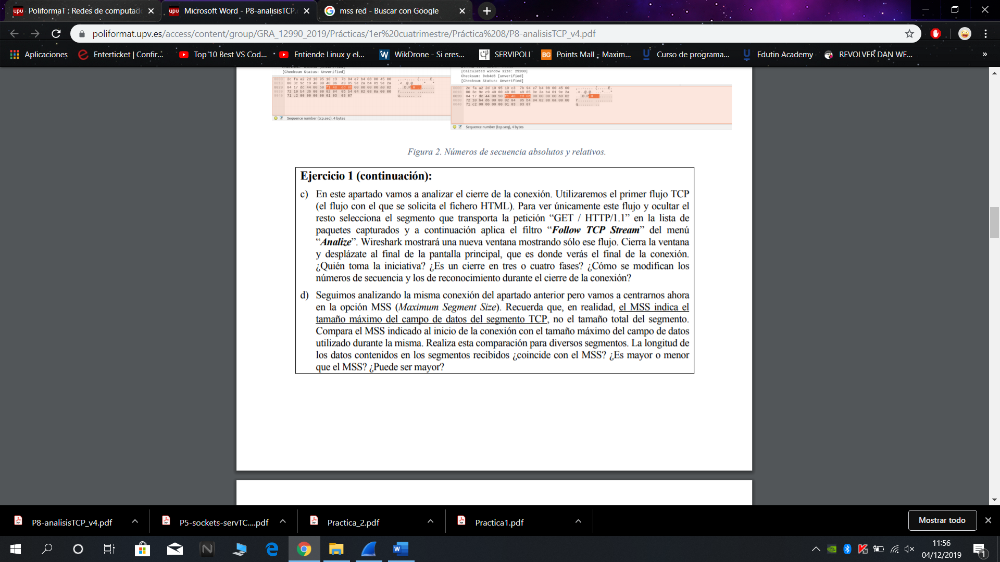 PoliformaT : Redes de computad
Microsoft Word - P8-analisisTCP.
mss red - Buscar con Google
poliformat.upv.es/access/content/group/GRA_12990_2019/Prácticas/1er%20cuatrimestre/Práctica%208/P8-analisisTCP_v4.pdf
Aplicaciones
Enterticket | Confir...
Top 10 Best VS Cod...
Entiende Linux y el...
WikDrone - Si eres...
SERVIPOLI
Points Mall - Maxim...
Curso de programa...
Edutin Academy
REVOLVER DAN WE...
»
[Checksum Status: Unverified]
[Calculated window size: 29200]
Checksum: 0xb4d6 [unverified]
[Checksum Status: Unverified]
Sequence number (tcp.seq), 4 bytes
Sequence number (tcp.seq), 4 bytes
Figura 2. Números de secuencia absolutos y relativos.
Ejercicio 1 (continuación):
c) En este apartado vamos a analizar el cierre de la conexión. Utilizaremos el primer flujo TCP
(el flujo con el que se solicita el fichero HTML). Para ver únicamente este flujo y ocultar el
resto selecciona el segmento que transporta la petición “GET / HTTP/1.1” en la lista de
paquetes capturados y a continuación aplica el filtro “Follow TCP Stream” del menú
“Analize”. Wireshark mostrará una nueva ventana mostrando sólo ese flujo. Cierra la ventana
y desplázate al final de la pantalla principal, que es donde verás el final de la conexión.
¿Quién toma la iniciativa? ¿Es un cierre en tres o cuatro fases? ¿Cómo se modifican los
números de secuencia y los de reconocimiento durante el cierre de la conexión?
d) Seguimos analizando la misma conexión del apartado anterior pero vamos a centrarnos ahora
en la opción MSS (Maximum Segment Size). Recuerda que, en realidad, el MSS indica el
tamaño máximo del campo de datos del segmento TCP, no el tamaño total del segmento.
Compara el MSS indicado al inicio de la conexión con el tamaño máximo del campo de datos
utilizado durante la misma. Realiza esta comparación para diversos segmentos. La longitud de
los datos contenidos en los segmentos recibidos ¿coincide con el MSS? ¿Es mayor o menor
que el MSS? ¿Puede ser mayor?
P8-analisisTCP_v4.pdf
P5-sockets-servTC....pdf
Practica_2.pdf
Practica1.pdf
Mostrar todo
11:56
04/12/2019
1